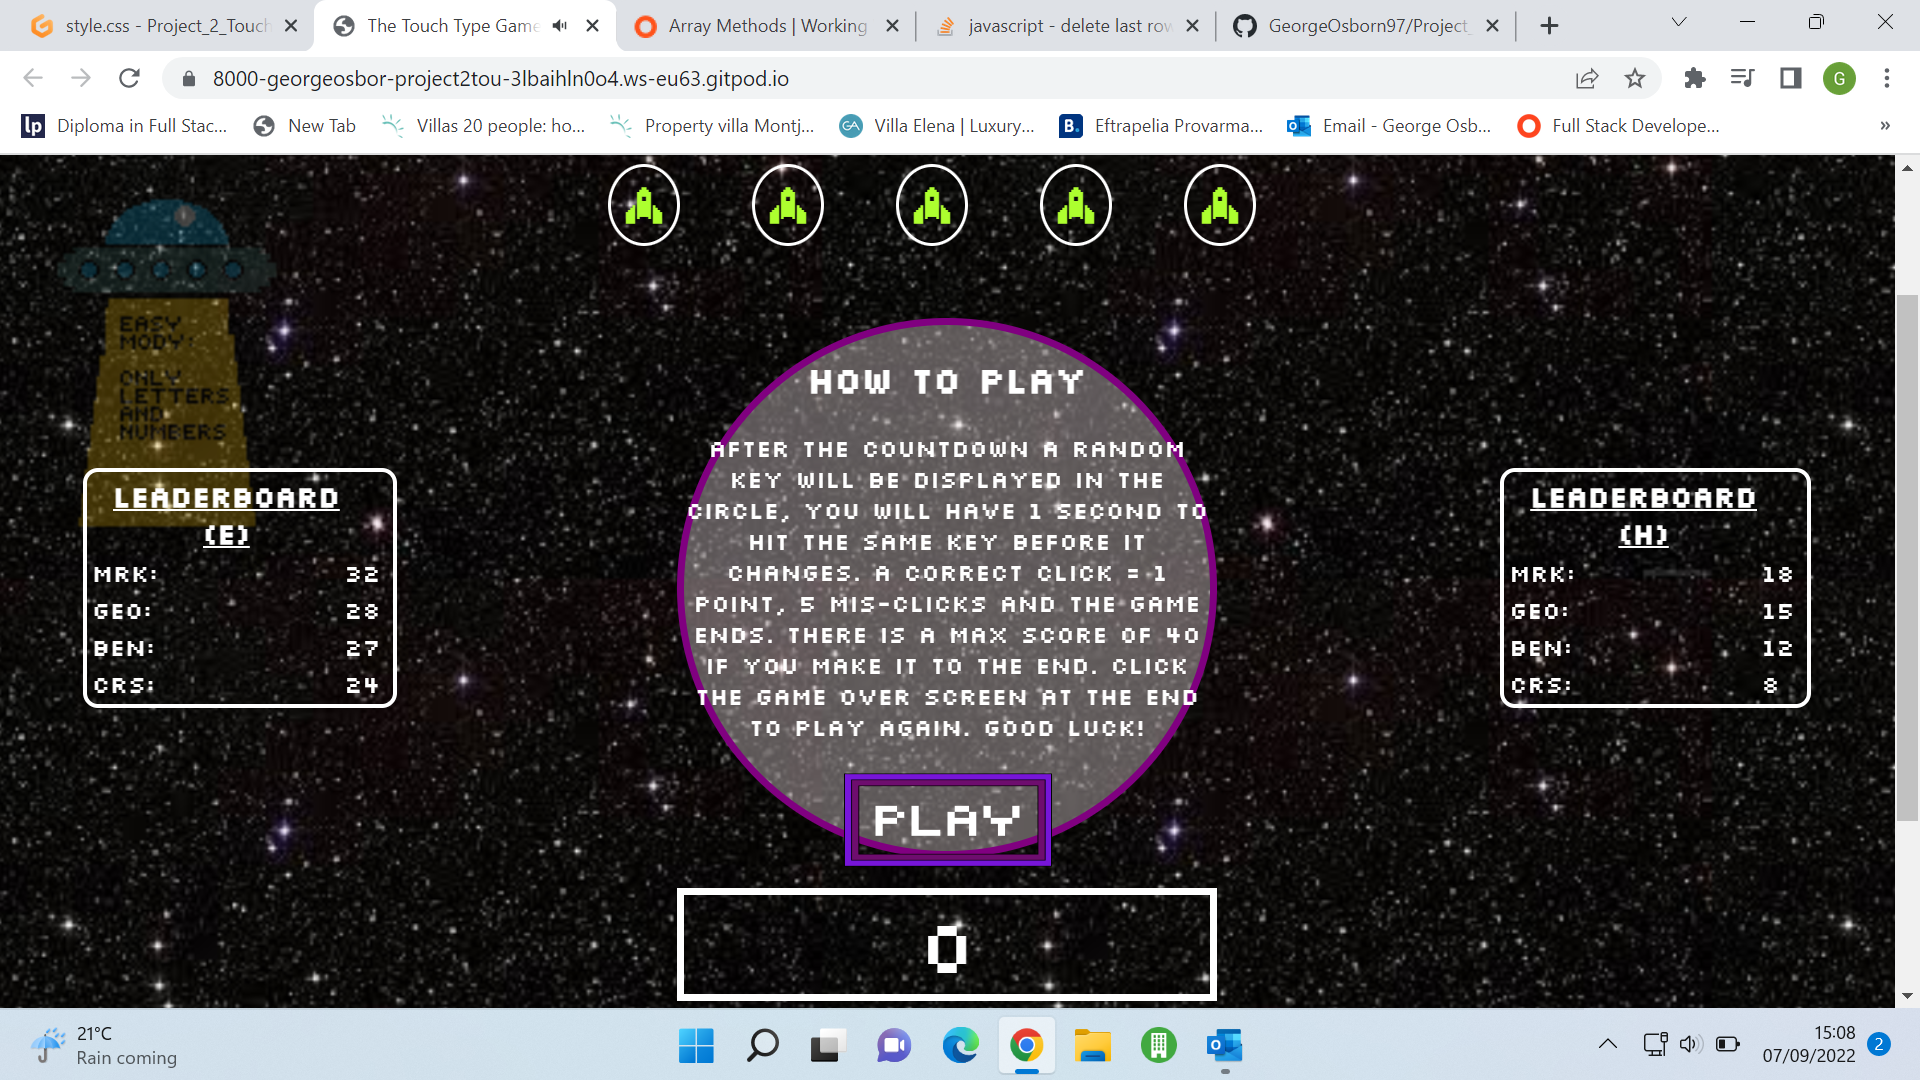 style.css - Project_2_Touch
The Touch Type Game
Array Methods | Working
javascript - delete last row
GeorgeOsborn97/Project_
8000-georgeosbor-project2tou-3lbaihln0o4.ws-eu63.gitpod.io
G
lp Diploma in Full Stac...
New Tab
Villas 20 people: ho...
Property villa Montj...
GA Villa Elena | Luxury...
B. Eftrapelia Provarma...
Email - George Osb...
Full Stack Develope...
»
EASY
MODY:
ONLY
LETTERS
AND
NUMBERS
LEADERBOARD
(E)
MRK: 32
GEO: 28
BEN: 27
CRS: 24
HOW TO PLAY
AFTER THE COUNTDOWN A RANDOM
KEY WILL BE DISPLAYED IN THE
CIRCLE, YOU WILL HAVE 1 SECOND TO
HIT THE SAME KEY BEFORE IT
CHANGES. A CORRECT CLICK = 1
POINT, 5 MIS-CLICKS AND THE GAME
ENDS. THERE IS A MAX SCORE OF 40
IF YOU MAKE IT TO THE END. CLICK
THE GAME OVER SCREEN AT THE END
TO PLAY AGAIN. GOOD LUCK!
PLAY
0
LEADERBOARD
(H)
MRK: 18
GEO: 15
BEN: 12
CRS: 8
21°C
Rain coming
15:08
07/09/2022
2